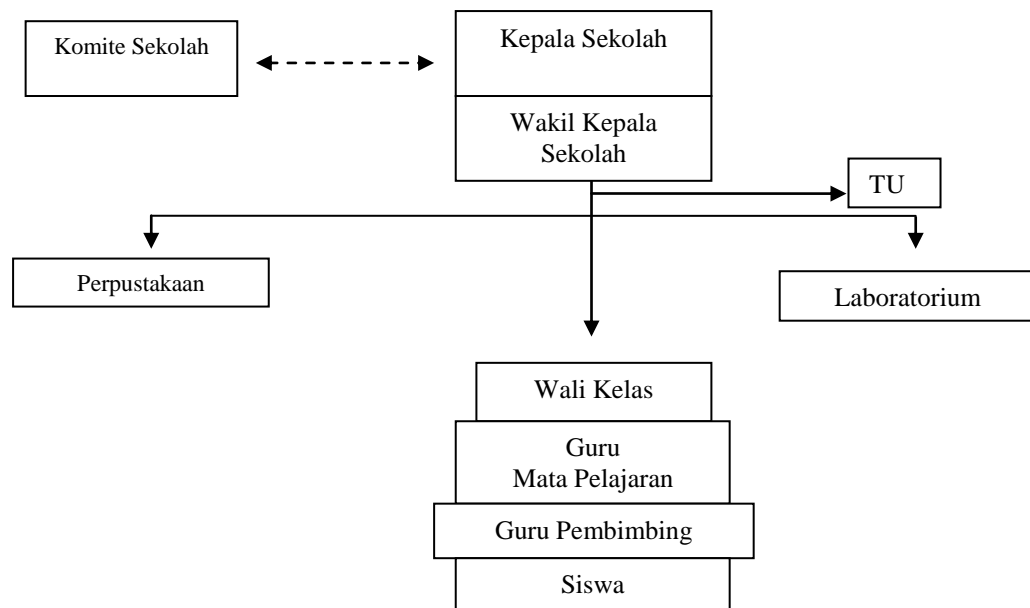 Komite Sekolah
Kepala Sekolah
Wakil Kepala
Sekolah
TU
Perpustakaan
Laboratorium
Wali Kelas
Guru
Mata Pelajaran
Guru Pembimbing
Siswa